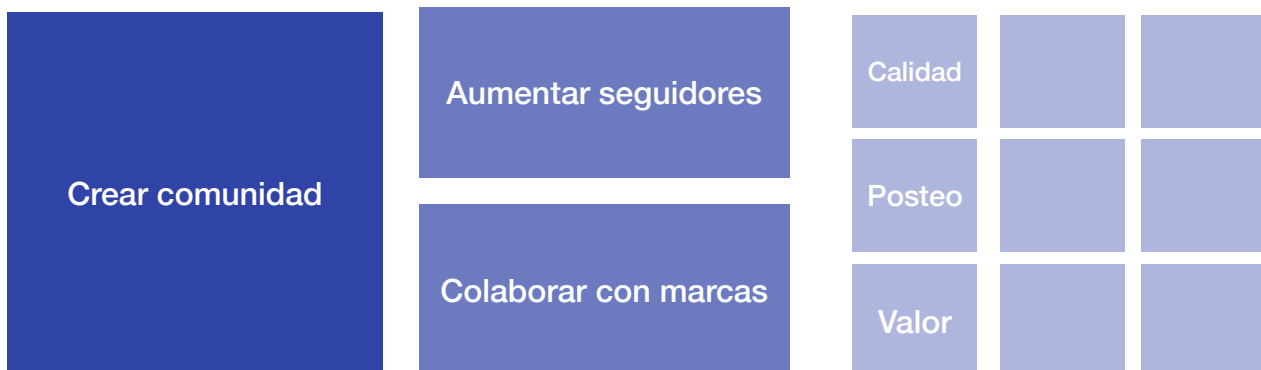 Crear comunidad
Aumentar seguidores
Colaborar con marcas
Calidad
Posteo
Valor